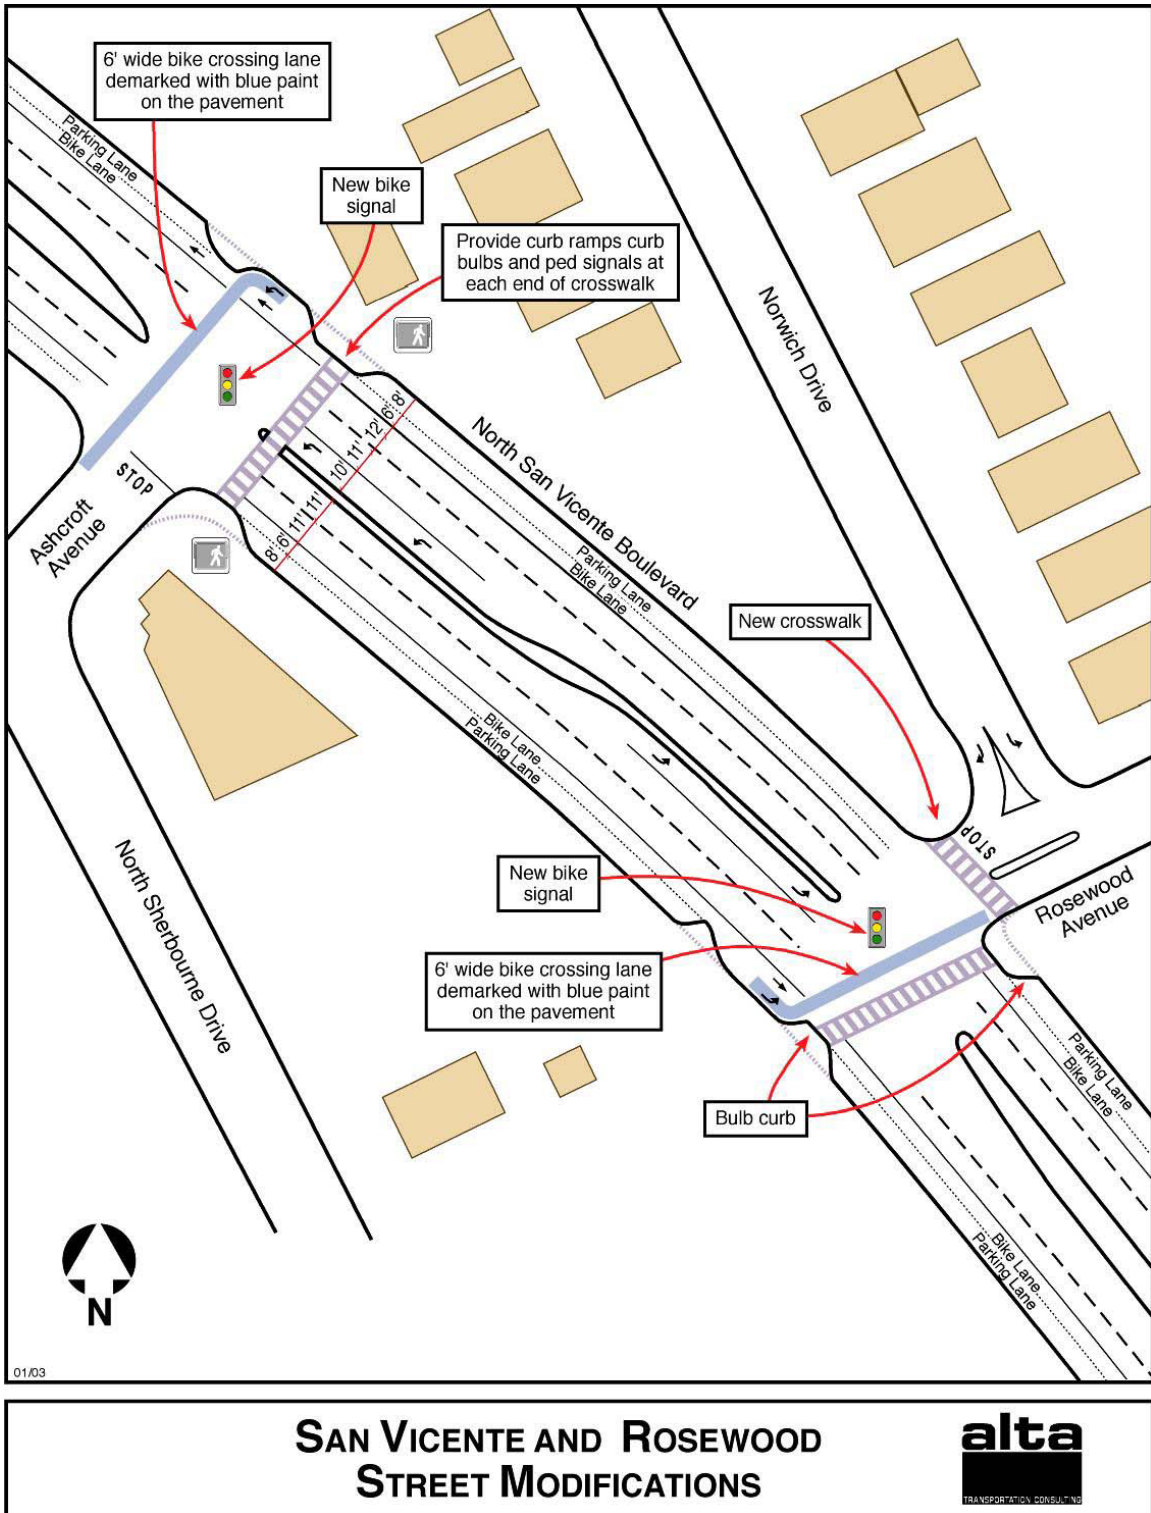 6' wide bike crossing lane
demarked with blue paint
on the pavement
Parking Lane
Bike Lane
New bike
signal
Provide curb ramps curb
bulbs and ped signals at
each end of crosswalk
Norwich Drive
8'
6'
12'
11'
10'
11'
11'
6'
8'
STOP
Ashcroft
Avenue
North San Vicente Boulevard
Parking Lane
Bike Lane
New crosswalk
Bike Lane
Parking Lane
STOP
North Sherbourne Drive
New bike
signal
Rosewood
Avenue
6' wide bike crossing lane
demarked with blue paint
on the pavement
Parking Lane
Bike Lane
Bulb curb
Bike Lane
Parking Lane
N
01/03
SAN VICENTE AND ROSEWOOD
STREET MODIFICATIONS
alta
TRANSPORTATION CONSULTING